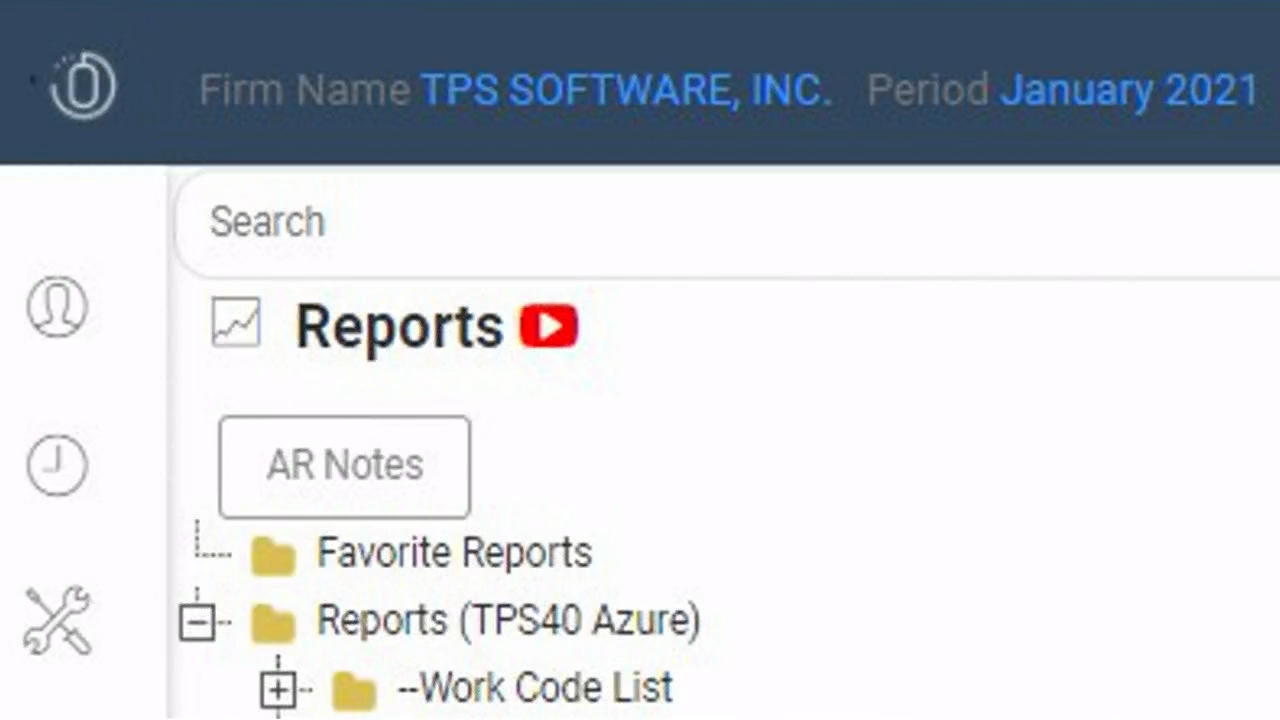 Firm Name TPS SOFTWARE, INC. Period January 2021
Search
Reports
AR Notes
Favorite Reports
Reports (TPS40 Azure)
--Work Code List